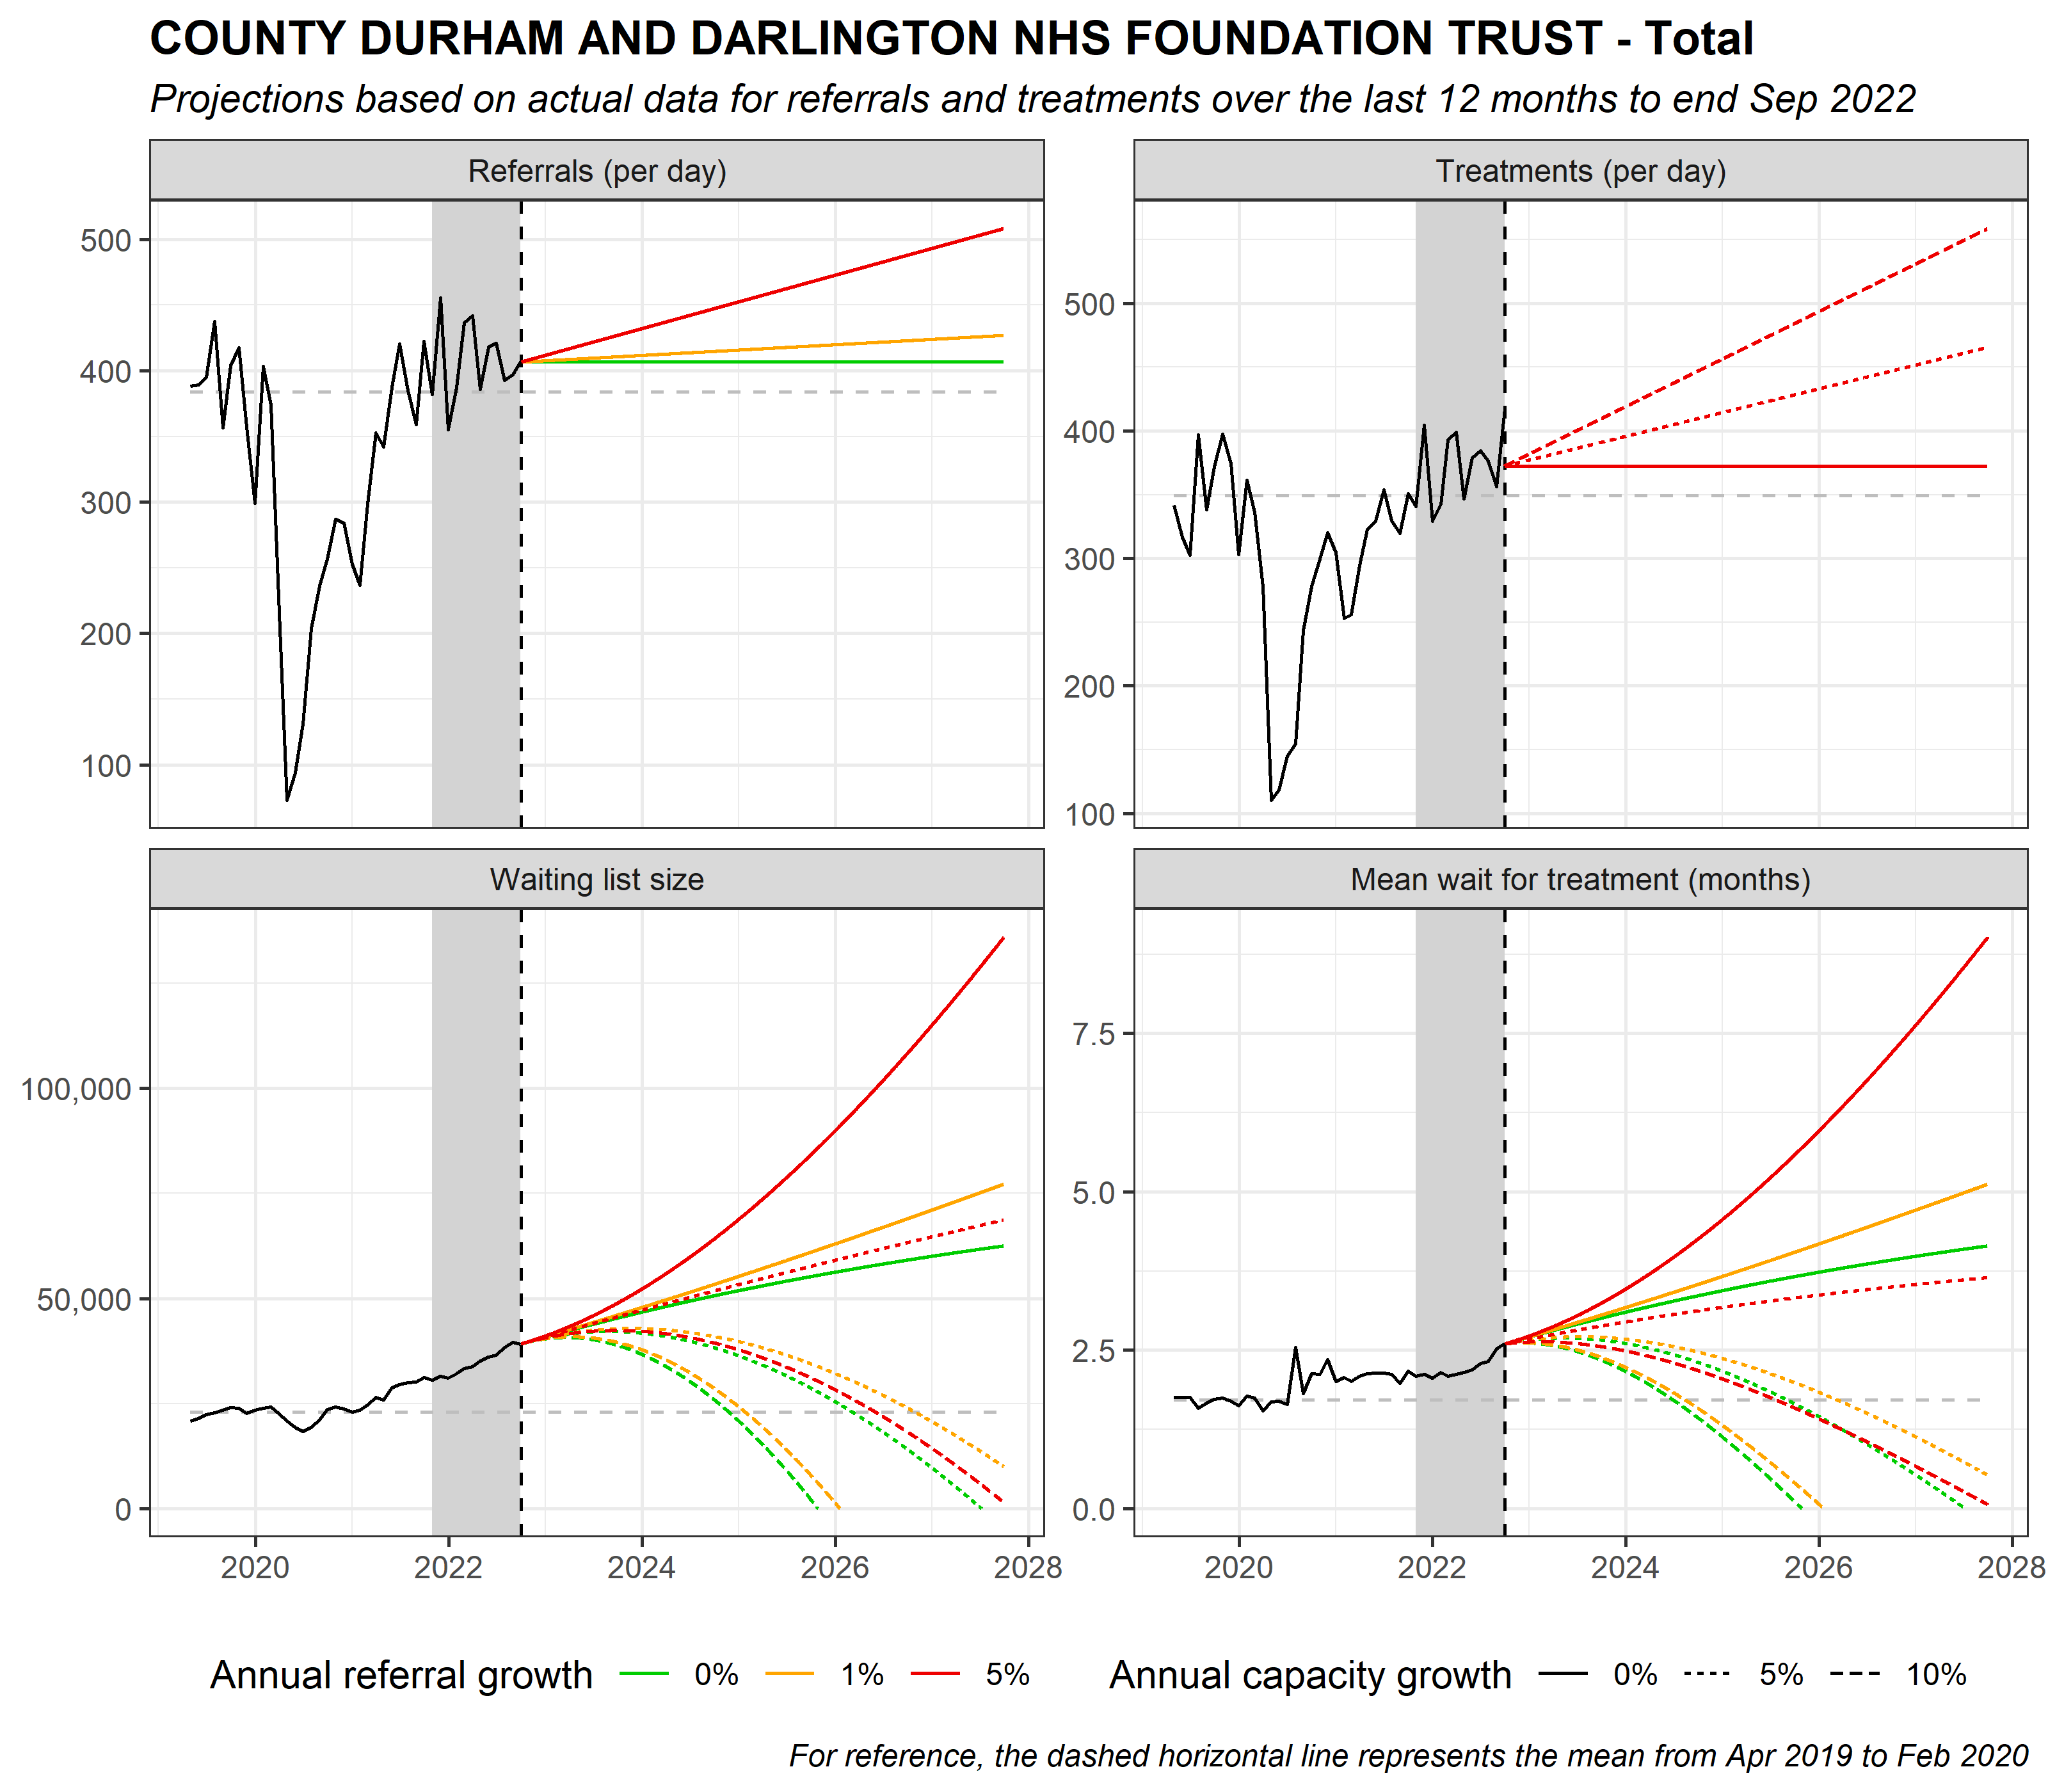 COUNTY DURHAM AND DARLINGTON NHS FOUNDATION TRUST - Total
Projections based on actual data for referrals and treatments over the last 12 months to end Sep 2022
Referrals (per day)
500
400
300
200
100
Treatments (per day)
500
400
300
200
100
Waiting list size
100,000
50,000
0
2020 2022 2024 2026 2028
Mean wait for treatment (months)
7.5
5.0
2.5
0.0
2020 2022 2024 2026 2028
Annual referral growth 0% 1% 5%
Annual capacity growth 0% 5% 10%
For reference, the dashed horizontal line represents the mean from Apr 2019 to Feb 2020